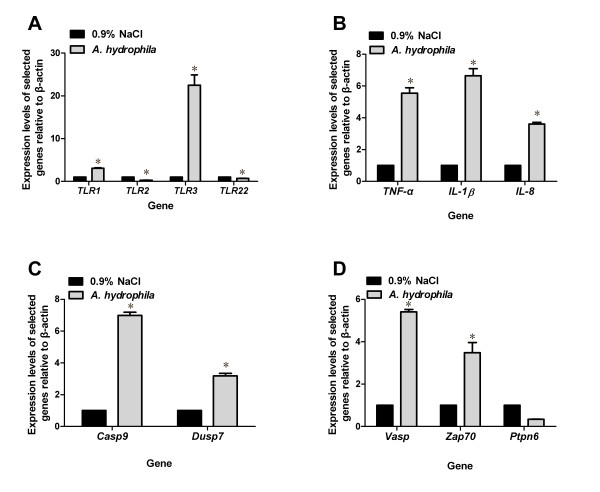 A
0.9% NaCl
A. hydrophila
Expression levels of selected
genes relative to β-actin
30
20
10
0
TLR1 TLR2 TLR3 TLR22
* * * *
Gene
B
0.9% NaCl
A. hydrophila
Expression levels of selected
genes relative to β-actin
8
6
4
2
0
* * *
TNF-α IL-1β IL-8
Gene
C
0.9% NaCl
A. hydrophila
Expression levels of selected
genes relative to β-actin
8
6
4
2
0
* *
Casp9 Dusp7
Gene
D
0.9% NaCl
A. hydrophila
Expression levels of selected
genes relative to β-actin
6
4
2
0
* *
Vasp Zap70 Ptpn6
Gene